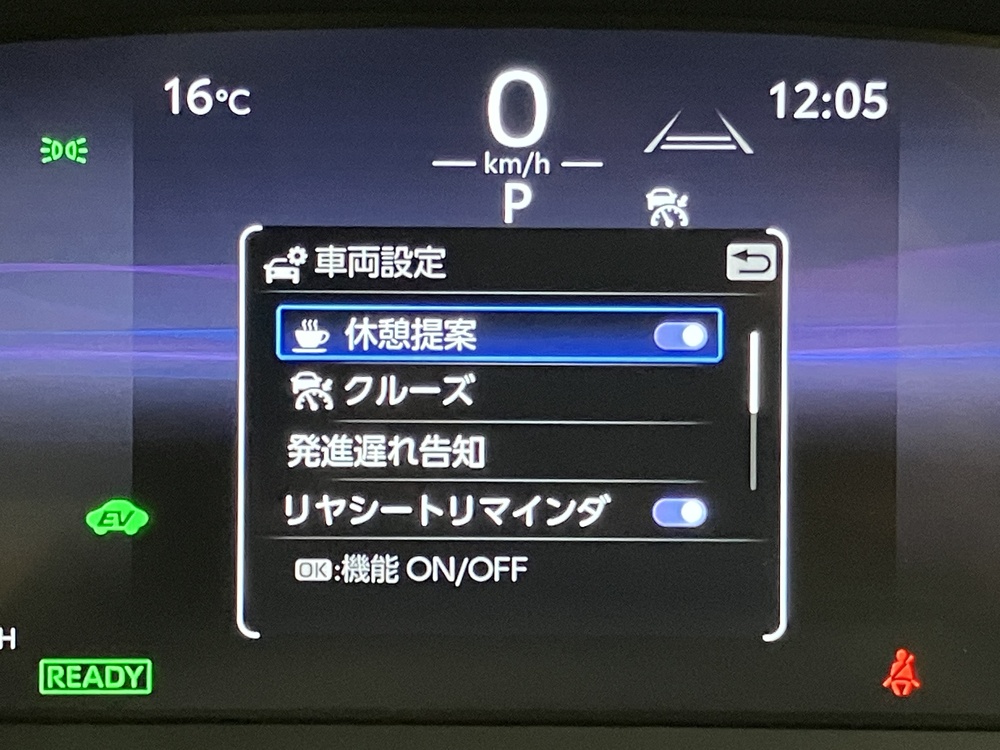 16℃
0
12:05
km/h
P
車両設定
休憩提案
クルーズ
発進遅れ告知
リヤシートリマインダ
OK:機能 ON/OFF
EV
H
READY